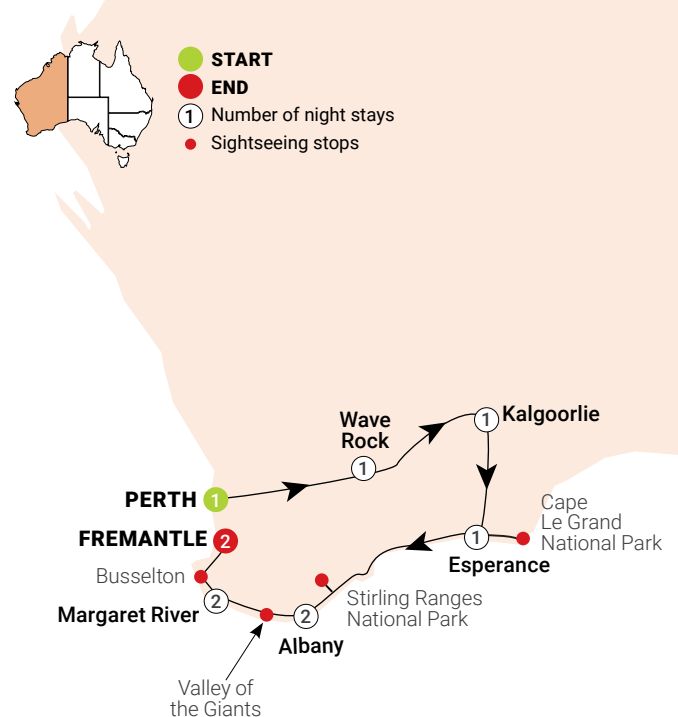 START
END
1 Number of night stays
Sightseeing stops
Wave
Rock
1
Kalgoorlie
1
PERTH 1
FREMANTLE 2
Cape
Le Grand
National Park
1
Esperance
Busselton
Margaret River 2
Stirling Ranges
National Park
2
Albany
Valley of
the Giants